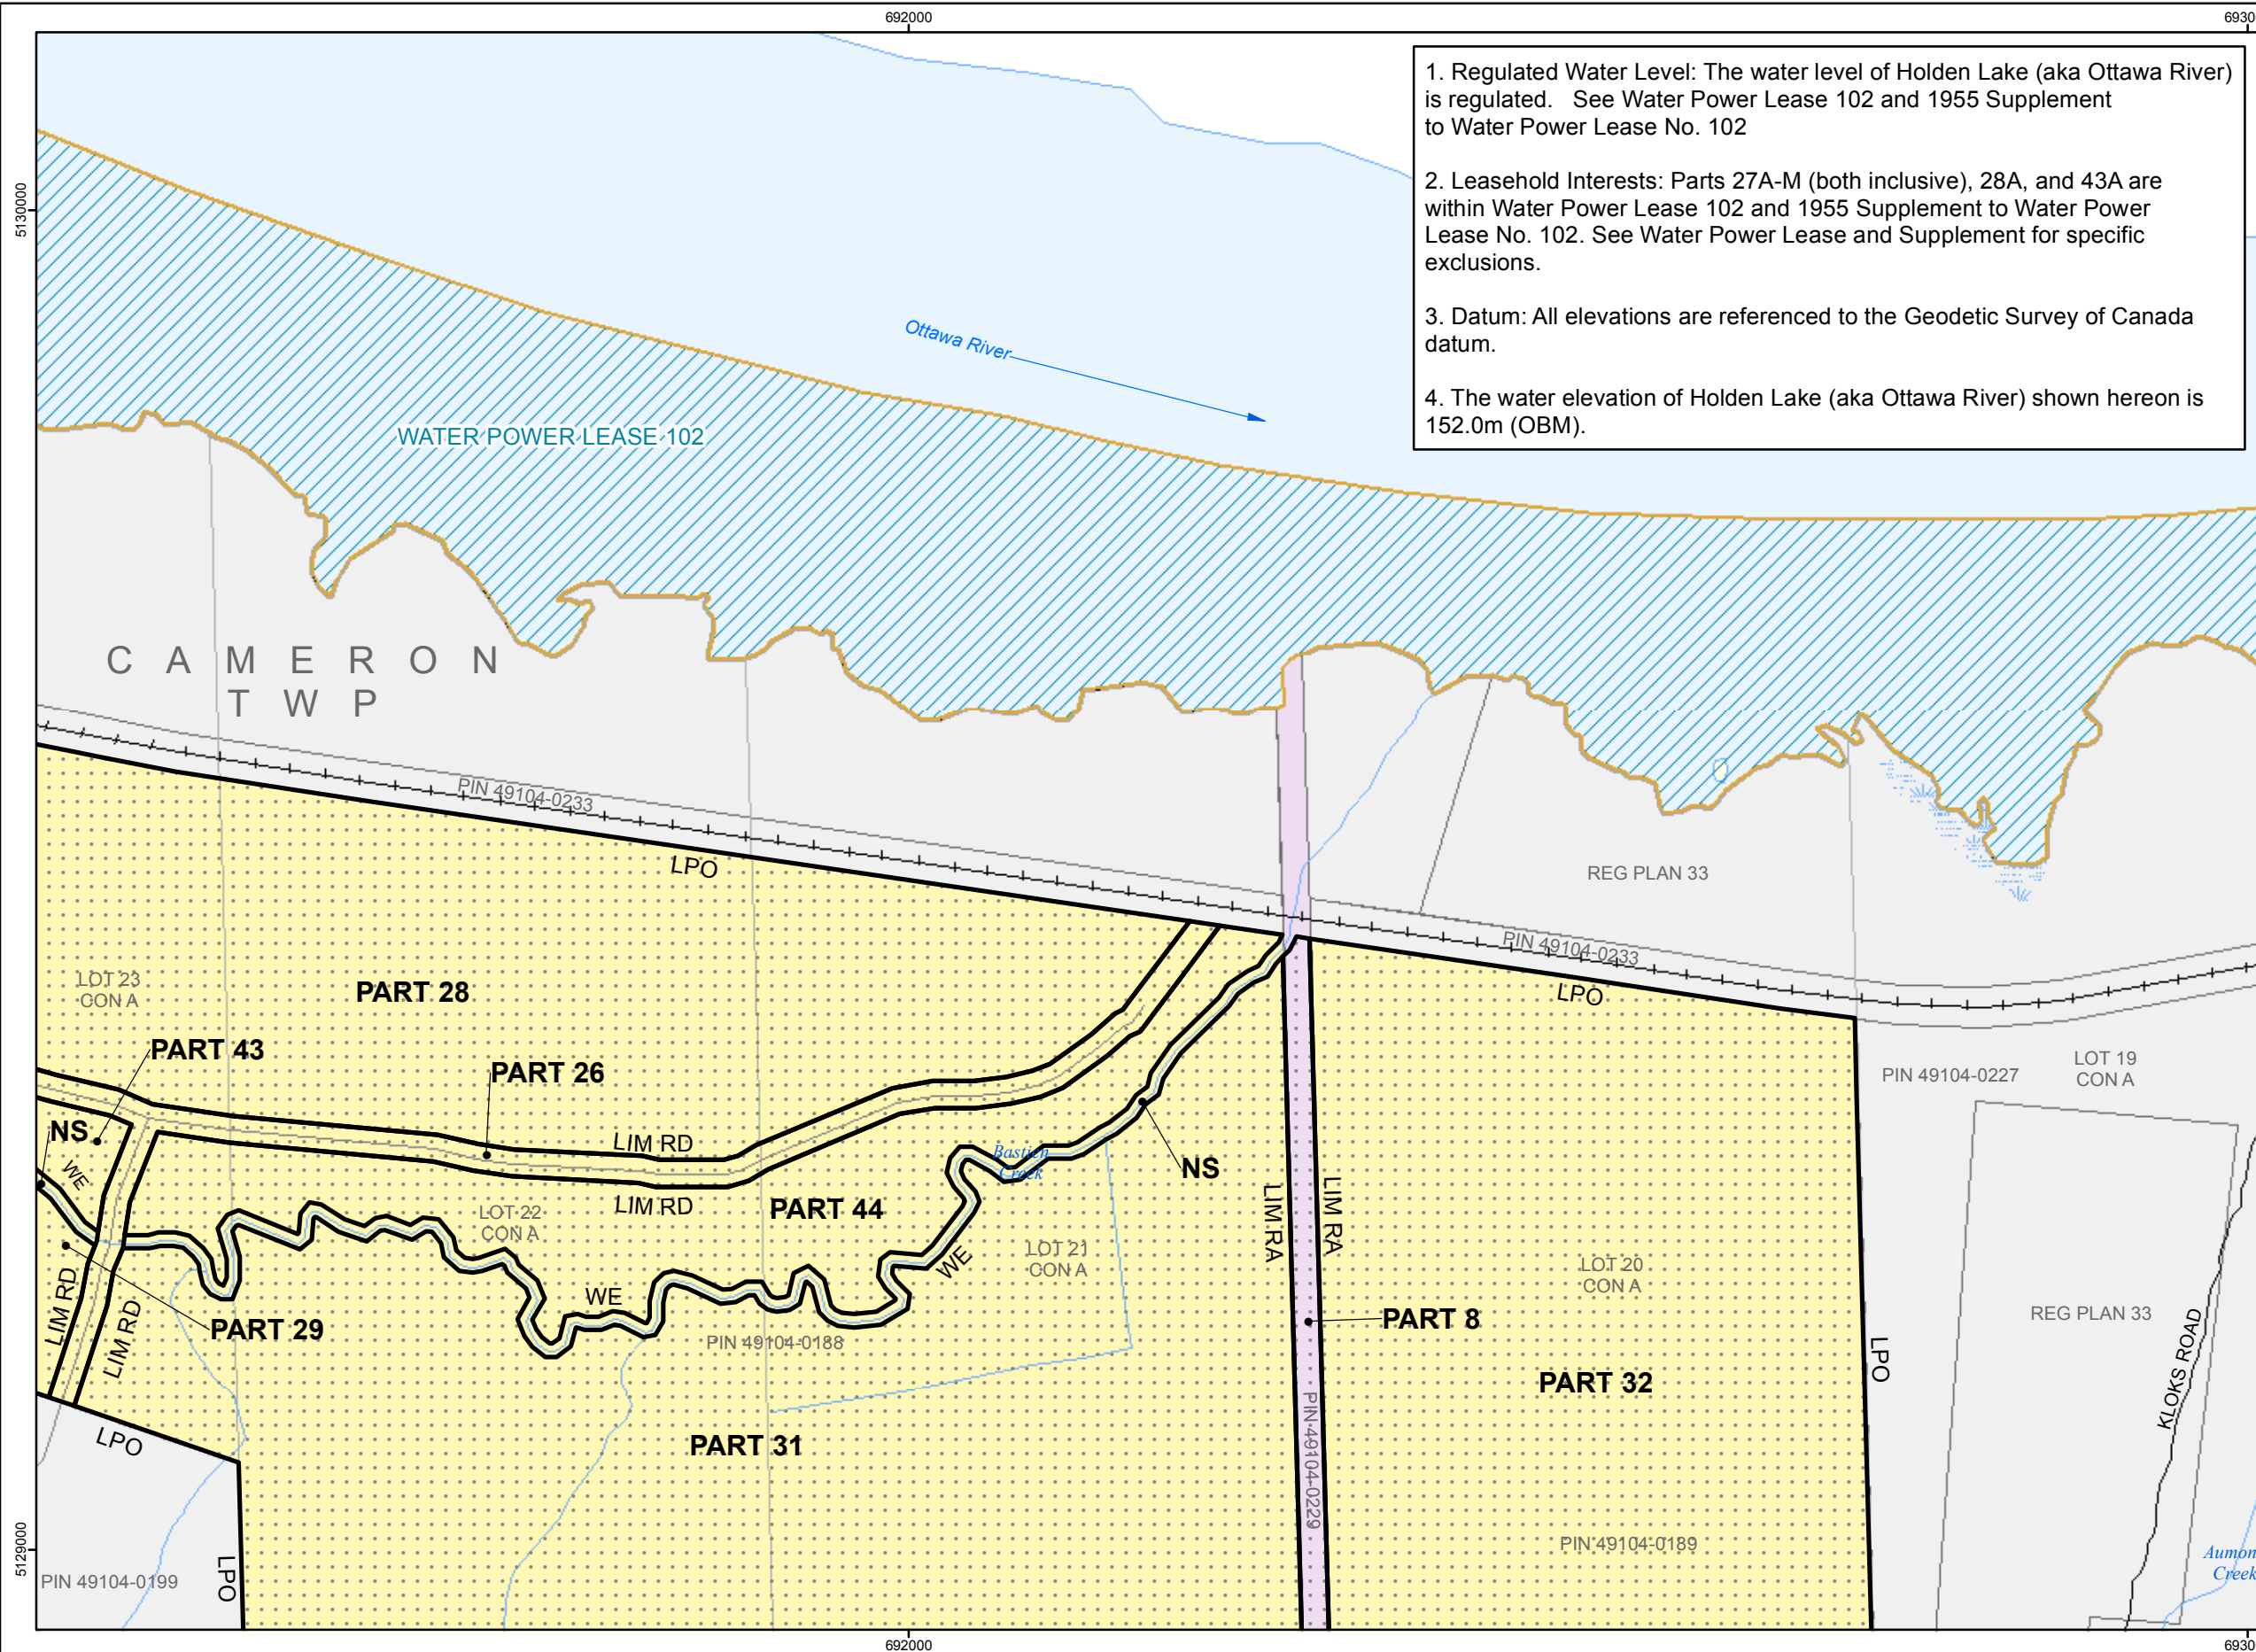 692000
6930
1. Regulated Water Level: The water level of Holden Lake (aka Ottawa River)
is regulated. See Water Power Lease 102 and 1955 Supplement
to Water Power Lease No. 102
2. Leasehold Interests: Parts 27A-M (both inclusive), 28A, and 43A are
within Water Power Lease 102 and 1955 Supplement to Water Power
Lease No. 102. See Water Power Lease and Supplement for specific
exclusions.
3. Datum: All elevations are referenced to the Geodetic Survey of Canada
datum.
4. The water elevation of Holden Lake (aka Ottawa River) shown hereon is
152.0m (OBM).
5130000
Ottawa River
WATER POWER LEASE 102
CAMERON
TWP
PIN 49104-0233
LPO
REG PLAN 33
PIN 49104-0233
LPO
LOT 23
CON A
PART 28
PART 43
PART 26
LOT 19
CON A
PIN 49104-0227
NS
WE
LIM RD
LIM RD
Bastien
Creek
NS
PART 44
LOT 22
CON A
LOT 21
CON A
WE
LIM RA
LIM RA
LOT 20
CON A
WE
PART 29
LIM RD
LIM RD
PIN 49104-0188
PART 8
REG PLAN 33
LPO
KLOKS ROAD
PART 32
LPO
PART 31
PIN 49104-0229
5129000
PIN 49104-0199
LPO
PIN 49104-0189
Aumon
Creek
692000
6930